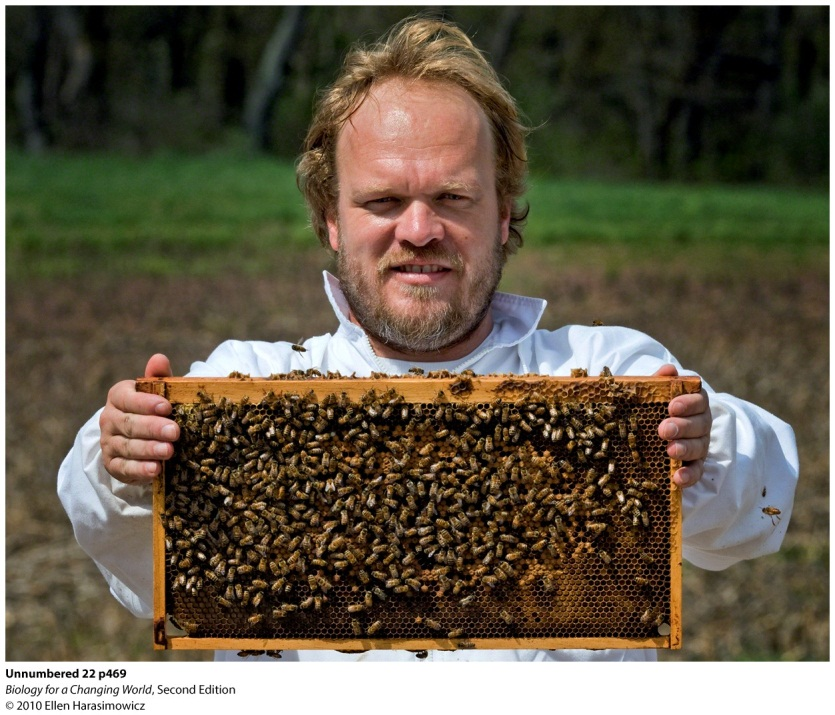 Unnumbered 22 p469
Biology for a Changing World, Second Edition
© 2010 Ellen Harasimowicz